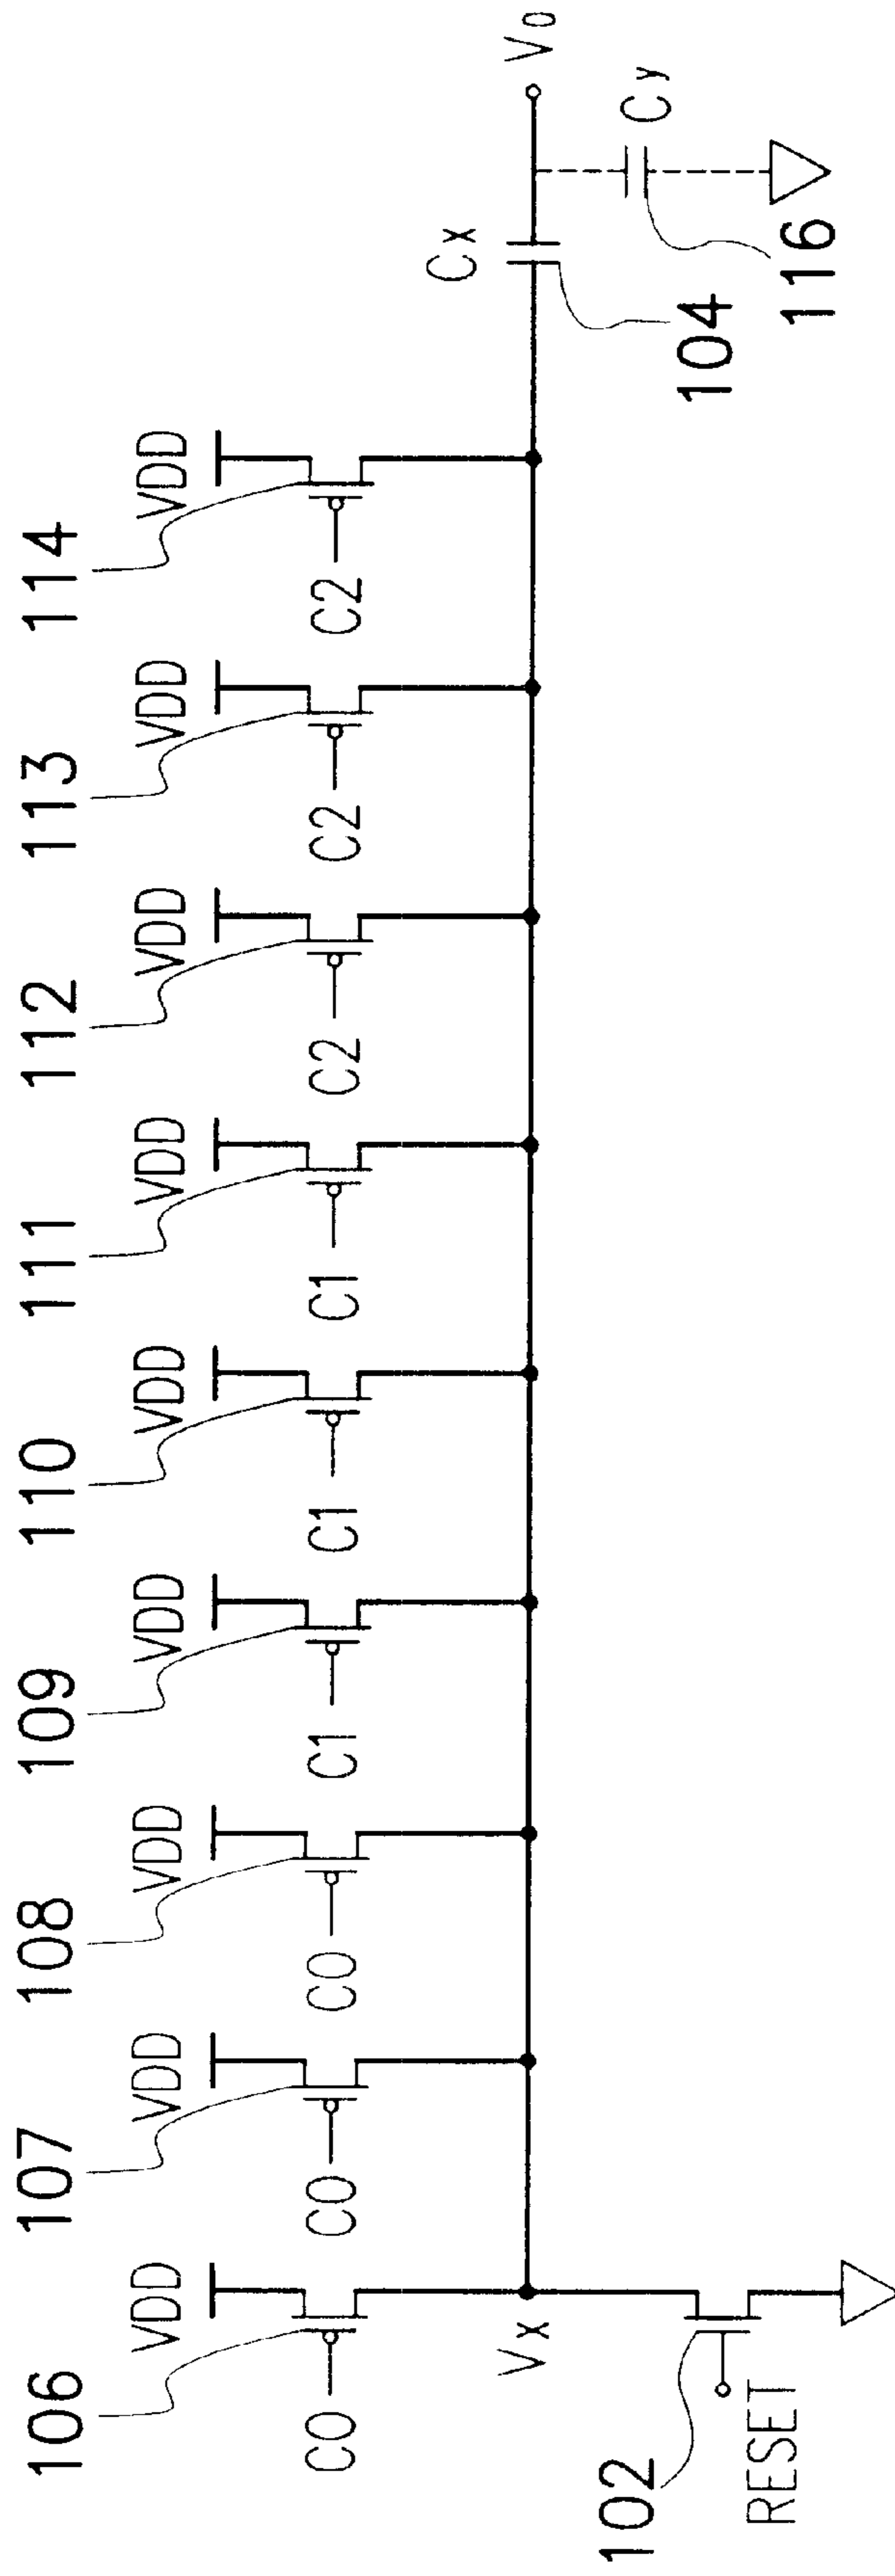 106 107 108 109 110 111 112 113 114
VDD VDD VDD VDD VDD VDD VDD VDD VDD
C0 C0 C0 C1 C1 C1 C2 C2 C2
Vx Cx Vo
Cy
102 104 116
RESET